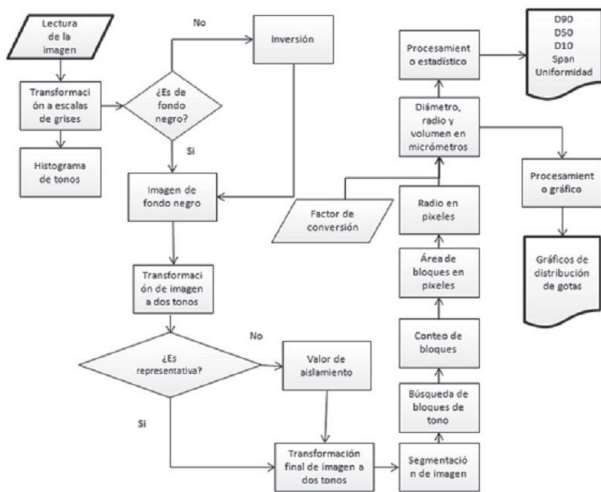 Lectura
de la
imagen
Transformaci
ón a escalas
de grises
Histograma
de tonos
No
¿Es de
fondo
negro?
Inversión
Si
Imagen de
fondo negro
Transformaci
ón de imagen
a dos tonos
¿Es
representativa?
No
Valor de
aislamiento
Si
Transformación
final de imagen a
dos tonos
Segmentació
n de imagen
Búsqueda de
bloques de
tono
Conteo de
bloques
Área de
bloques en
pixeles
Radio en
pixeles
Factor de
conversión
Diámetro,
radio y
volumen en
micrómetros
Procesamient
o estadístico
D90
D50
D10
Span
Uniformidad
Procesamient
o gráfico
Gráficos de
distribución
de gotas